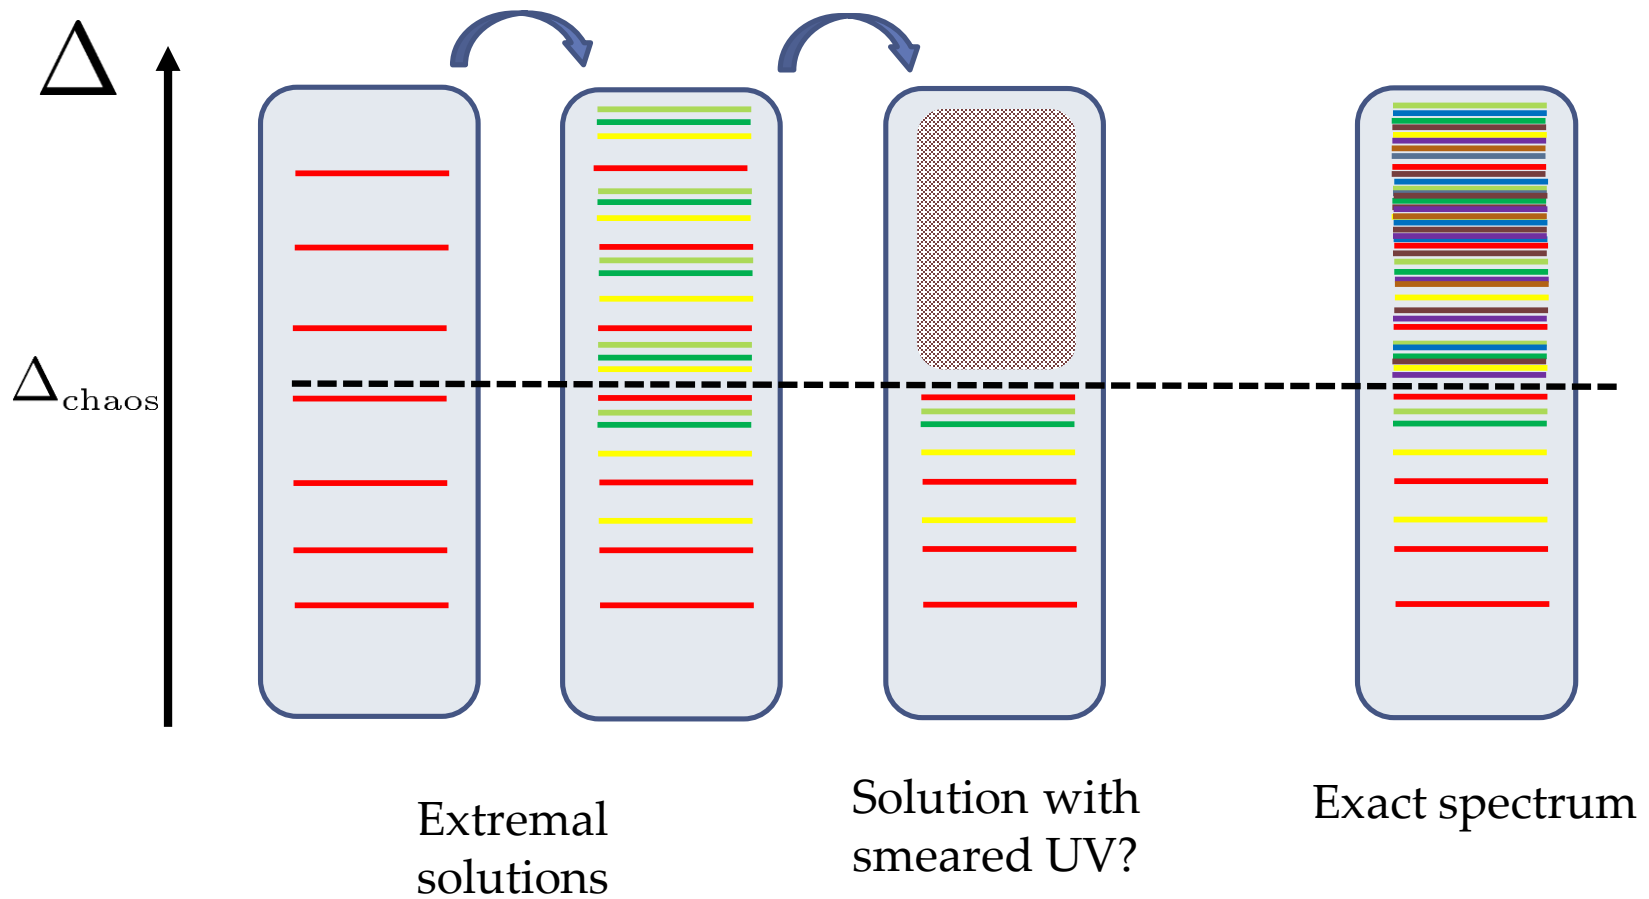 Δ
Δchaos
Extremal
solutions
Solution with
smeared UV?
Exact spectrum